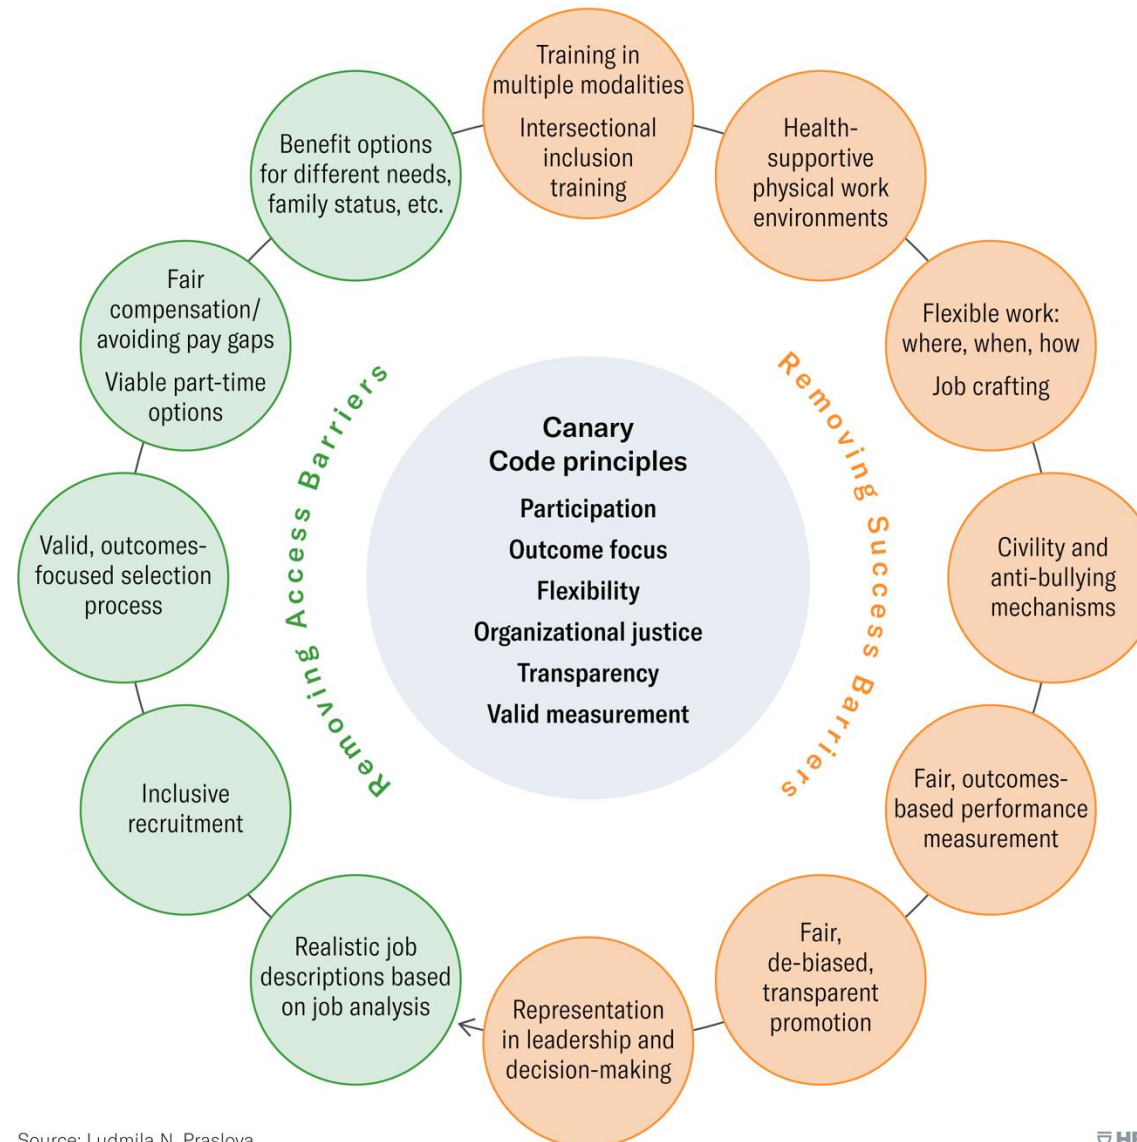 Training in
multiple modalities
Intersectional
inclusion
training
Health-
supportive
physical work
environments
Flexible work:
where, when, how
Job crafting
Civility and
anti-bullying
mechanisms
Fair, outcomes-
based performance
measurement
Fair,
de-biased,
transparent
promotion
Representation
in leadership and
decision-making
Realistic job
descriptions based
on job analysis
Inclusive
recruitment
Valid, outcomes-
focused selection
process
Fair
compensation/
avoiding pay gaps
Viable part-time
options
Benefit options
for different needs,
family status, etc.
Removing Access Barriers
Canary
Code principles
Participation
Outcome focus
Flexibility
Organizational justice
Transparency
Valid measurement
Removing Success Barriers
Source: Ludmila N. Praslova